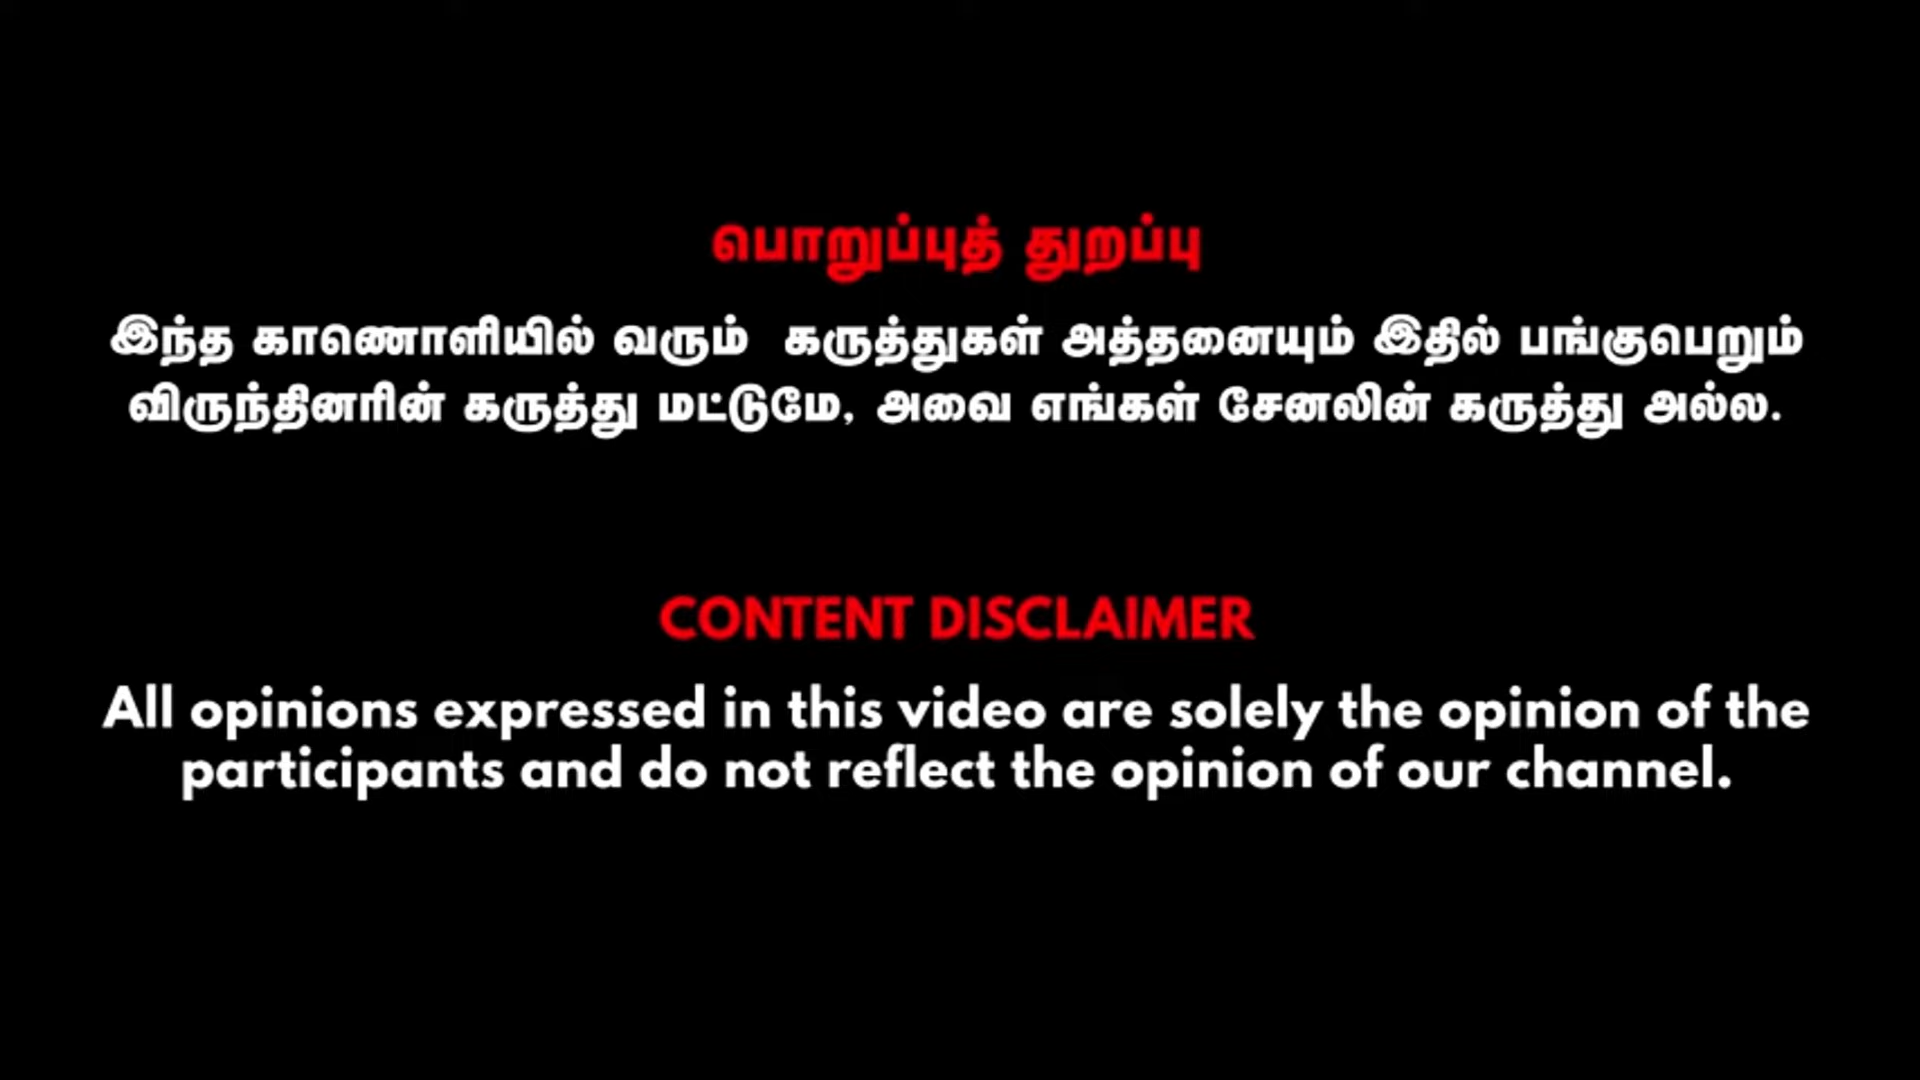 பொறுப்புத் துறப்பு
இந்த காணொளியில் வரும் கருத்துகள் அத்தனையும் இதில் பங்குபெறும்
விருந்தினரின் கருத்து மட்டுமே, அவை எங்கள் சேனலின் கருத்து அல்ல.
CONTENT DISCLAIMER
All opinions expressed in this video are solely the opinion of the
participants and do not reflect the opinion of our channel.